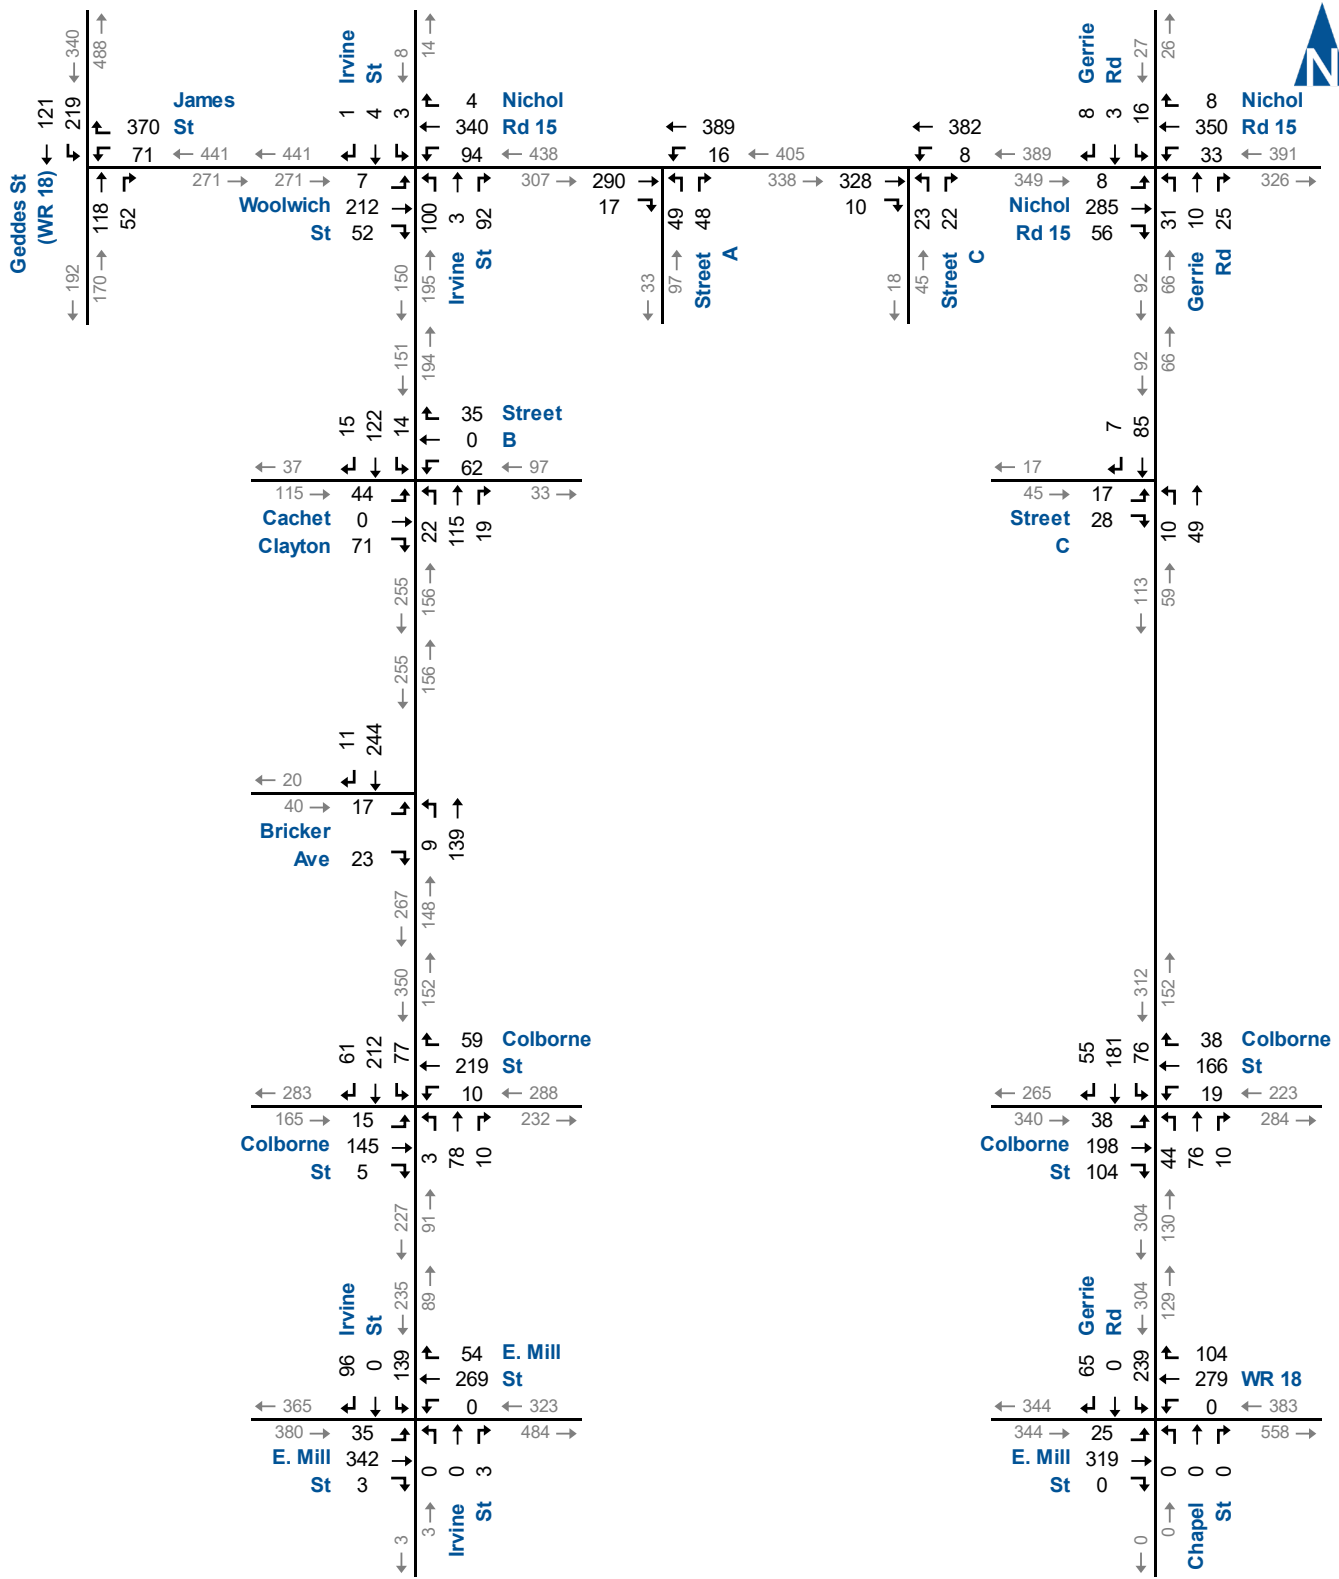 N
← 340
488 →
121
219
James
370 St
71 ← 441 ← 441
Geddes St
(WR 18)
118
52
271 → 271 →
← 192
170 →
Irvine
St
← 8
14 →
1
4
3
4 Nichol
340 Rd 15
94 ← 438
7
Woolwich 212
St 52
100
3
92
307 →
← 150
195 →
Irvine
St
389
16 ← 405
290
17
49
48
338 →
← 33
97 →
Street
A
382
8 ← 389
328
10
23
22
349 →
← 18
45 →
Street
C
Gerrie
Rd
← 27
26 →
8
3
16
8 Nichol
350 Rd 15
33 ← 391
8
Nichol 285
Rd 15 56
31
10
25
326 →
← 92
66 →
Gerrie
Rd
← 151
194 →
15
122
14
35 Street
0 B
62 ← 97
← 37
115 → 44
Cachet 0
Clayton 71
22
115
19
33 →
← 255
156 →
← 92
66 →
7
85
← 17
45 → 17
Street 28
C
10
49
← 113
59 →
← 255
156 →
11
244
← 20
40 → 17
Bricker
Ave 23
9
139
← 267
148 →
← 350
152 →
61
212
77
59 Colborne
219 St
10 ← 288
← 283
165 → 15
Colborne 145
St 5
3
78
10
232 →
← 227
91 →
← 312
152 →
55
181
76
38 Colborne
166 St
19 ← 223
← 265
340 → 38
Colborne 198
St 104
44
76
10
284 →
← 304
130 →
Irvine
St
← 235
89 →
96
0
139
54 E. Mill
269 St
0 ← 323
← 365
380 → 35
E. Mill 342
St 3
0
0
3
484 →
← 3
3 →
Irvine
St
Gerrie
Rd
← 304
129 →
65
0
239
104
279 WR 18
0 ← 383
← 344
344 → 25
E. Mill 319
St 0
0
0
0
558 →
← 0
0 →
Chapel
St